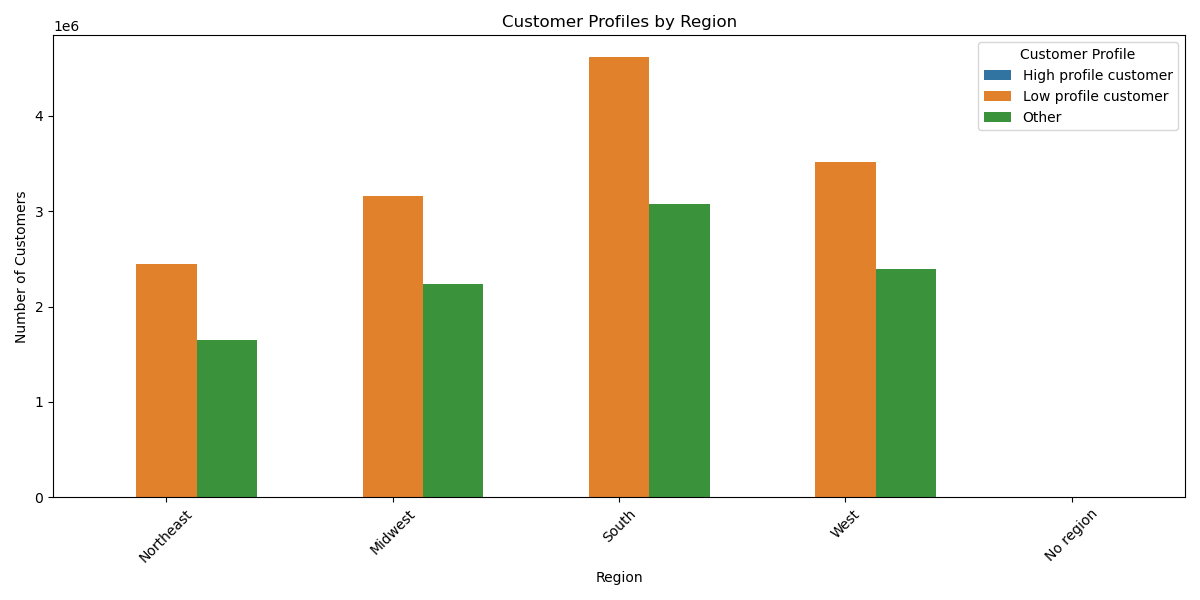 Customer Profiles by Region
1e6
Customer Profile
High profile customer
Low profile customer
Other
4
3
2
1
0
Number of Customers
Northeast
Midwest
South
West
No region
Region